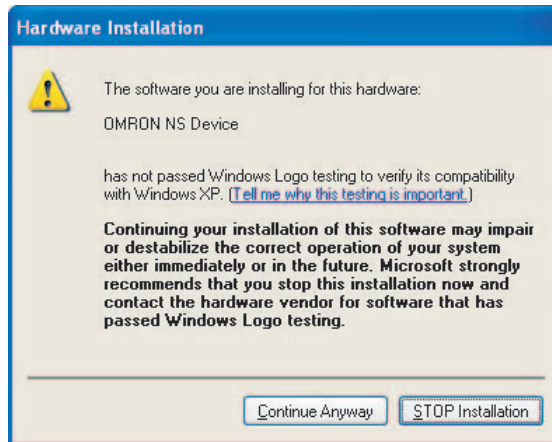 Hardware Installation
The software you are installing for this hardware:
OMRON NS Device
has not passed Windows Logo testing to verify its compatibility
with Windows XP. (Tell me why this testing is important.)
Continuing your installation of this software may impair
or destabilize the correct operation of your system
either immediately or in the future. Microsoft strongly
recommends that you stop this installation now and
contact the hardware vendor for software that has
passed Windows Logo testing.
Continue Anyway
STOP Installation